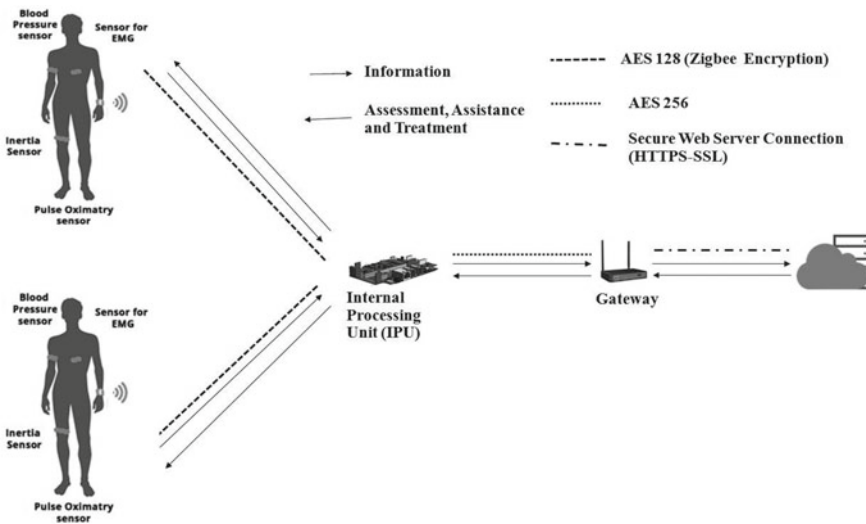 Blood
Pressure
sensor
Sensor for
EMG
Inertia
Sensor
Pulse Oximatry
sensor
Information
Assessment, Assistance
and Treatment
AES 128 (Zigbee Encryption)
AES 256
Secure Web Server Connection
(HTTPS-SSL)
Internal
Processing
Unit (IPU)
Gateway
Blood
Pressure
sensor
Sensor for
EMG
Inertia
Sensor
Pulse Oximatry
sensor